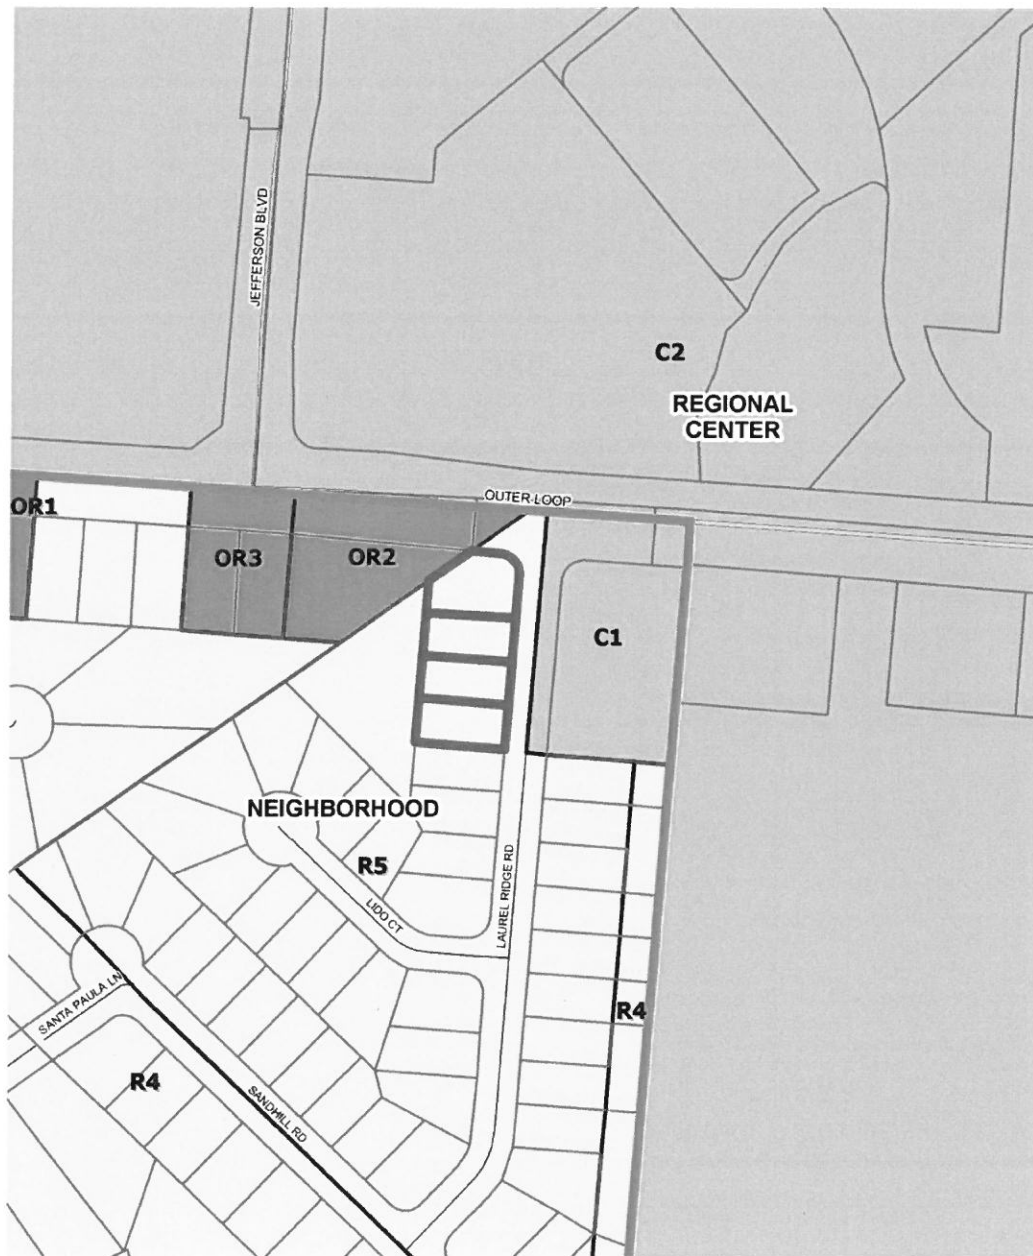 JEFFERSON BLVD
C2
REGIONAL
CENTER
OUTER LOOP
OR1
OR3
OR2
C1
NEIGHBORHOOD
R5
LIDO CT
LAUREL RIDGE RD
SANTA PAULA LN
R4
R4
SANDHILL RD